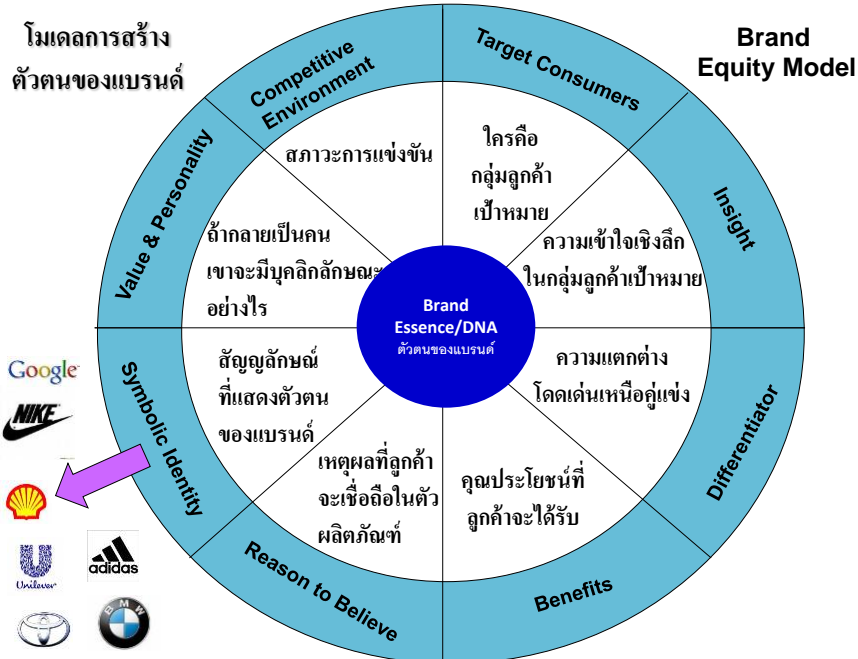 โมเดลการสร้าง
ตัวตนของแบรนด์
Brand
Equity Model
Competitive
Environment
สภาวะการแข่งขัน
Target Consumers
ใครคือ
กลุ่มลูกค้า
เป้าหมาย
Insight
ความเข้าใจเชิงลึก
ในกลุ่มลูกค้าเป้าหมาย
Differentiator
ความแตกต่าง
โดดเด่นเหนือคู่แข่ง
Benefits
คุณประโยชน์ที่
ลูกค้าจะได้รับ
Reason to Believe
เหตุผลที่ลูกค้า
จะเชื่อถือในตัว
ผลิตภัณฑ์
Symbolic Identity
สัญญลักษณ์
ที่แสดงตัวตน
ของแบรนด์
Value & Personality
ถ้ากลายเป็นคน
เขาจะมีบุคลิกลักษณะ
อย่างไร
Brand
Essence/DNA
ตัวตนของแบรนด์
Google
NIKE
Unilever
adidas
BMW